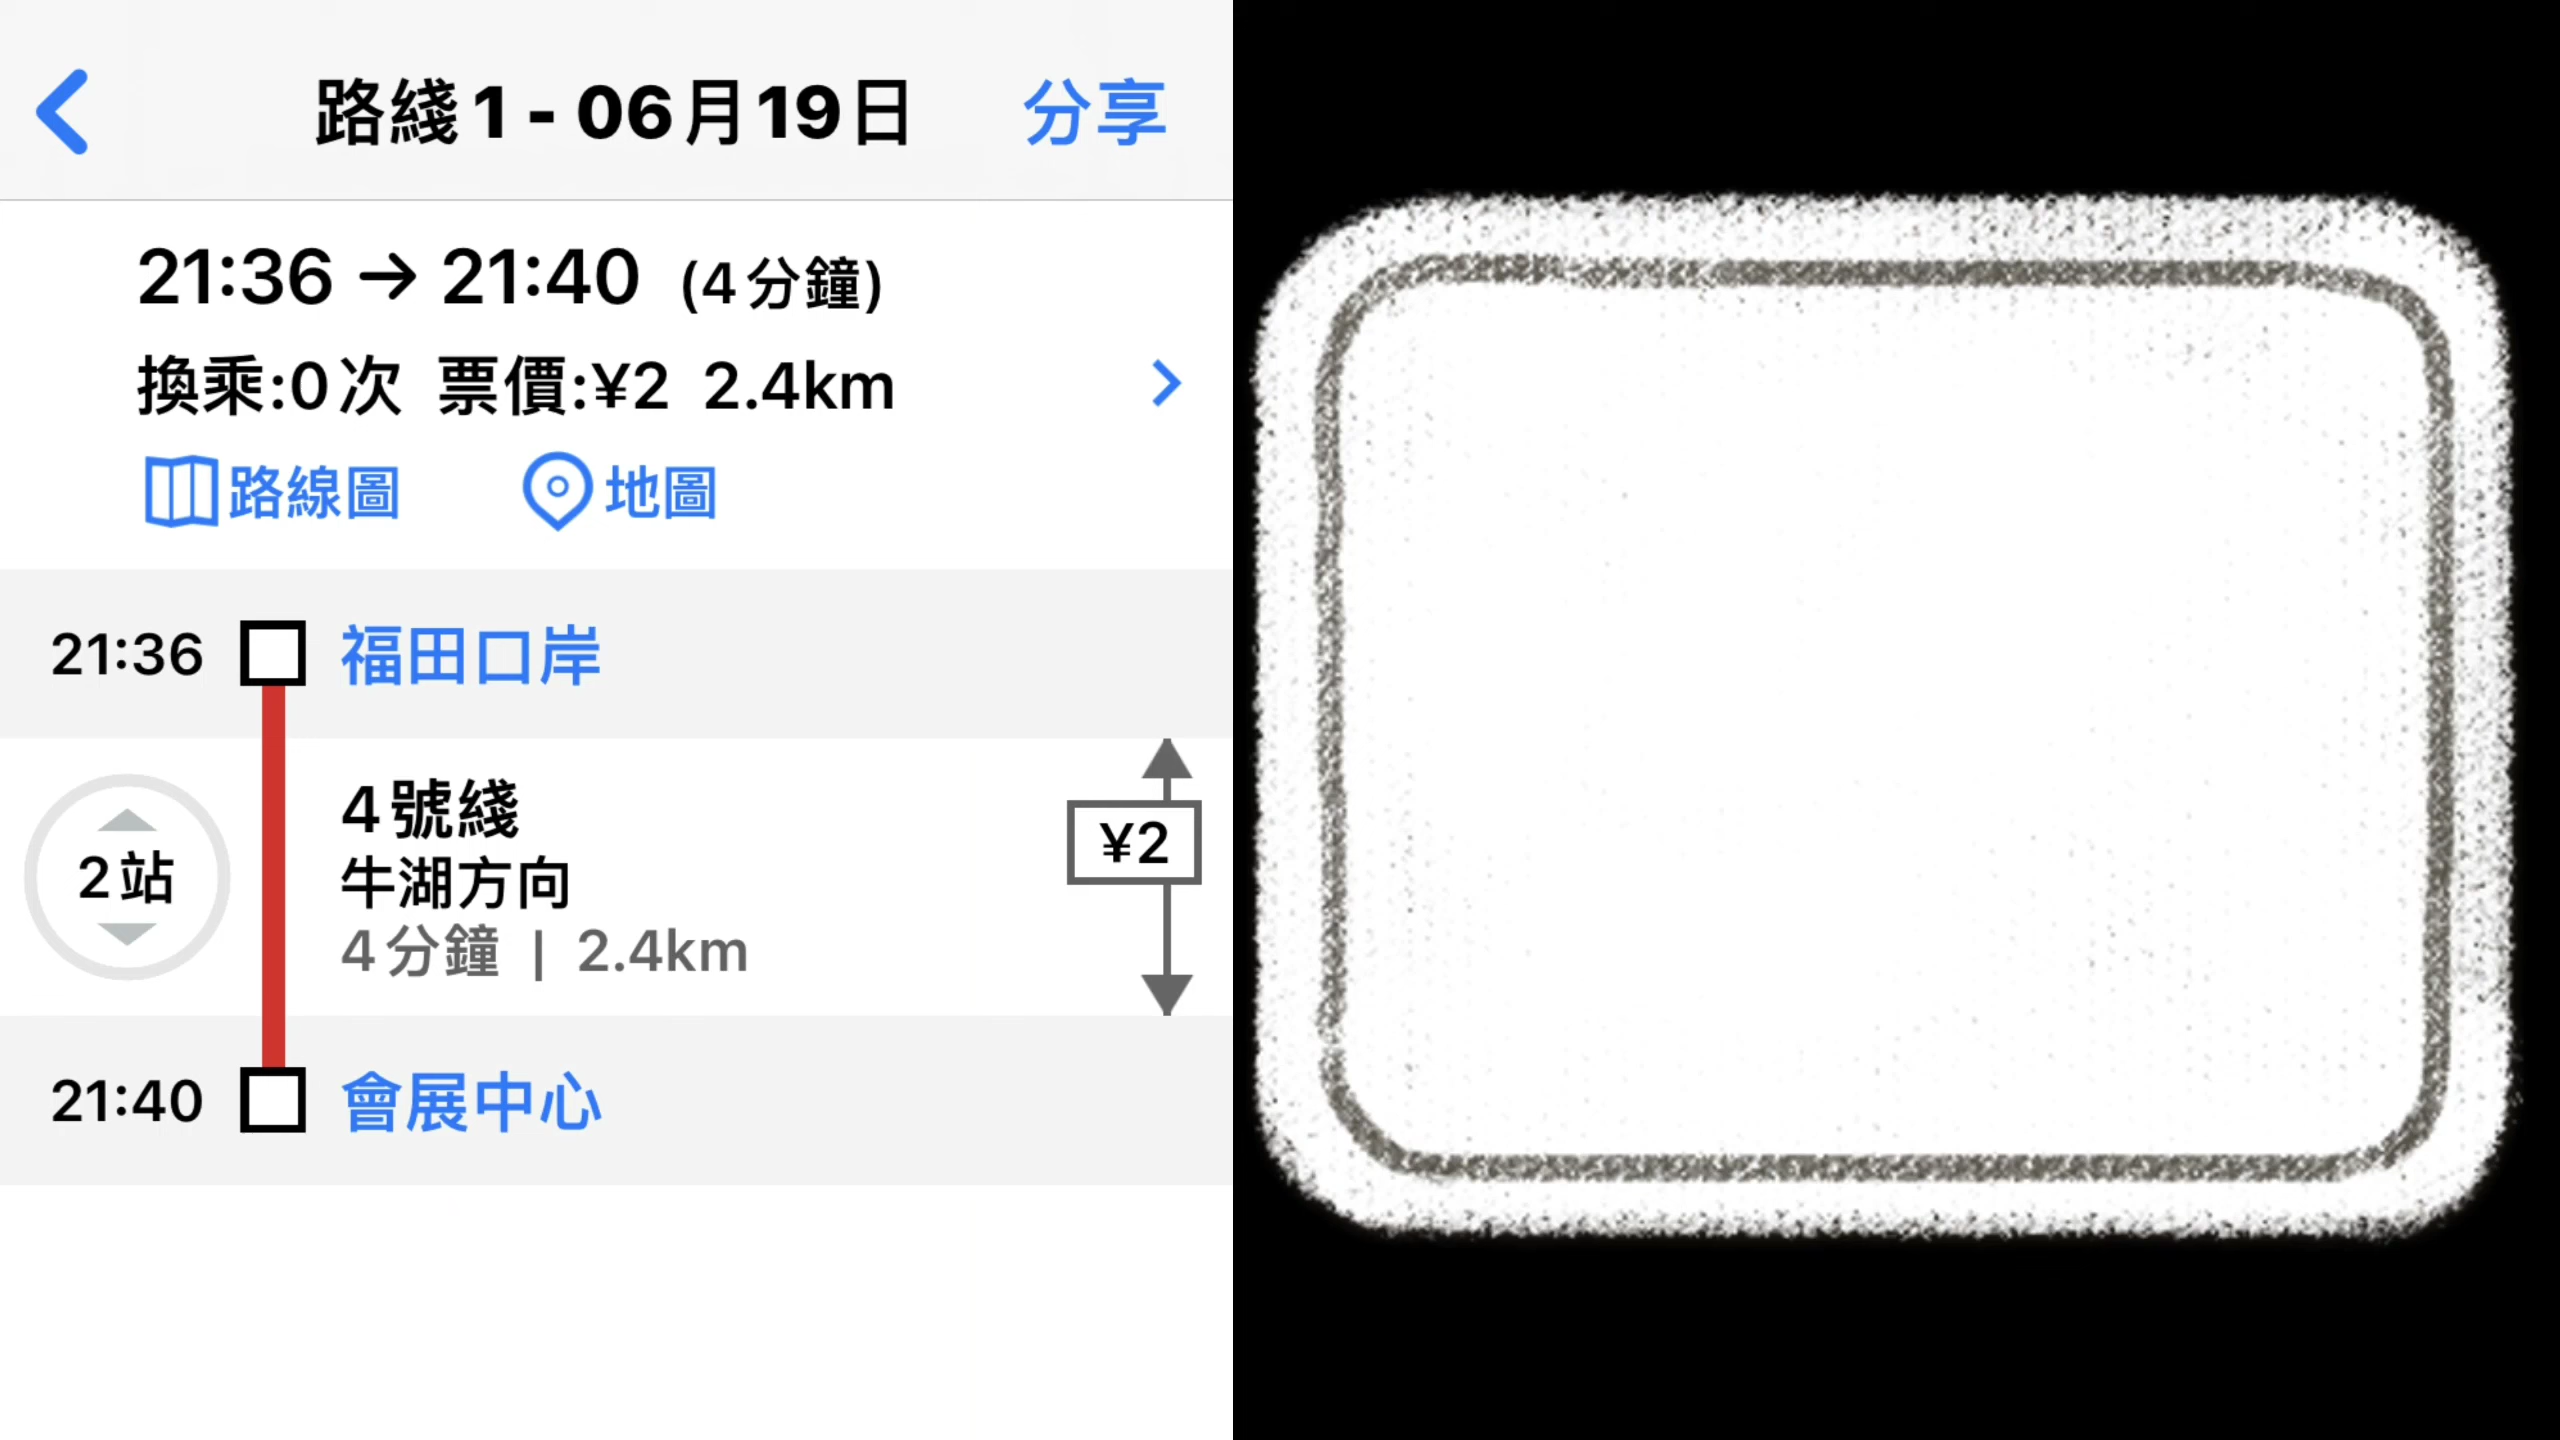 路綫1 - 06月19日
分享
21:36 → 21:40 (4分鐘)
換乘:0次 票價:¥2 2.4km
路線圖 地圖
21:36 福田口岸
4號綫
牛湖方向
4分鐘 | 2.4km
2站
¥2
21:40 會展中心